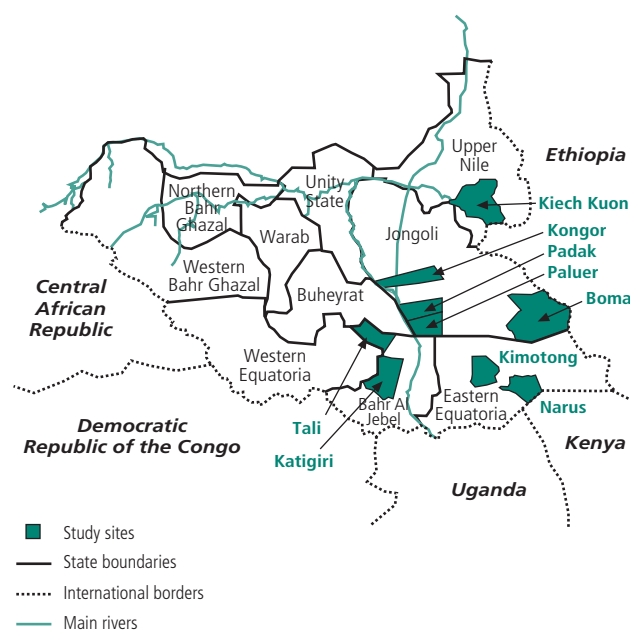 Upper
Nile
Ethiopia
Kiech Kuon
Northern
Bahr
Ghazal
Unity
State
Warab
Jongoli
Kongor
Padak
Paluer
Western
Bahr Ghazal
Buheyrat
Boma
Central
African
Republic
Western
Equatoria
Kimotong
Eastern
Equatoria
Narus
Bahr Al
Jebel
Tali
Katigiri
Democratic
Republic of the Congo
Kenya
Uganda
Study sites
State boundaries
International borders
Main rivers